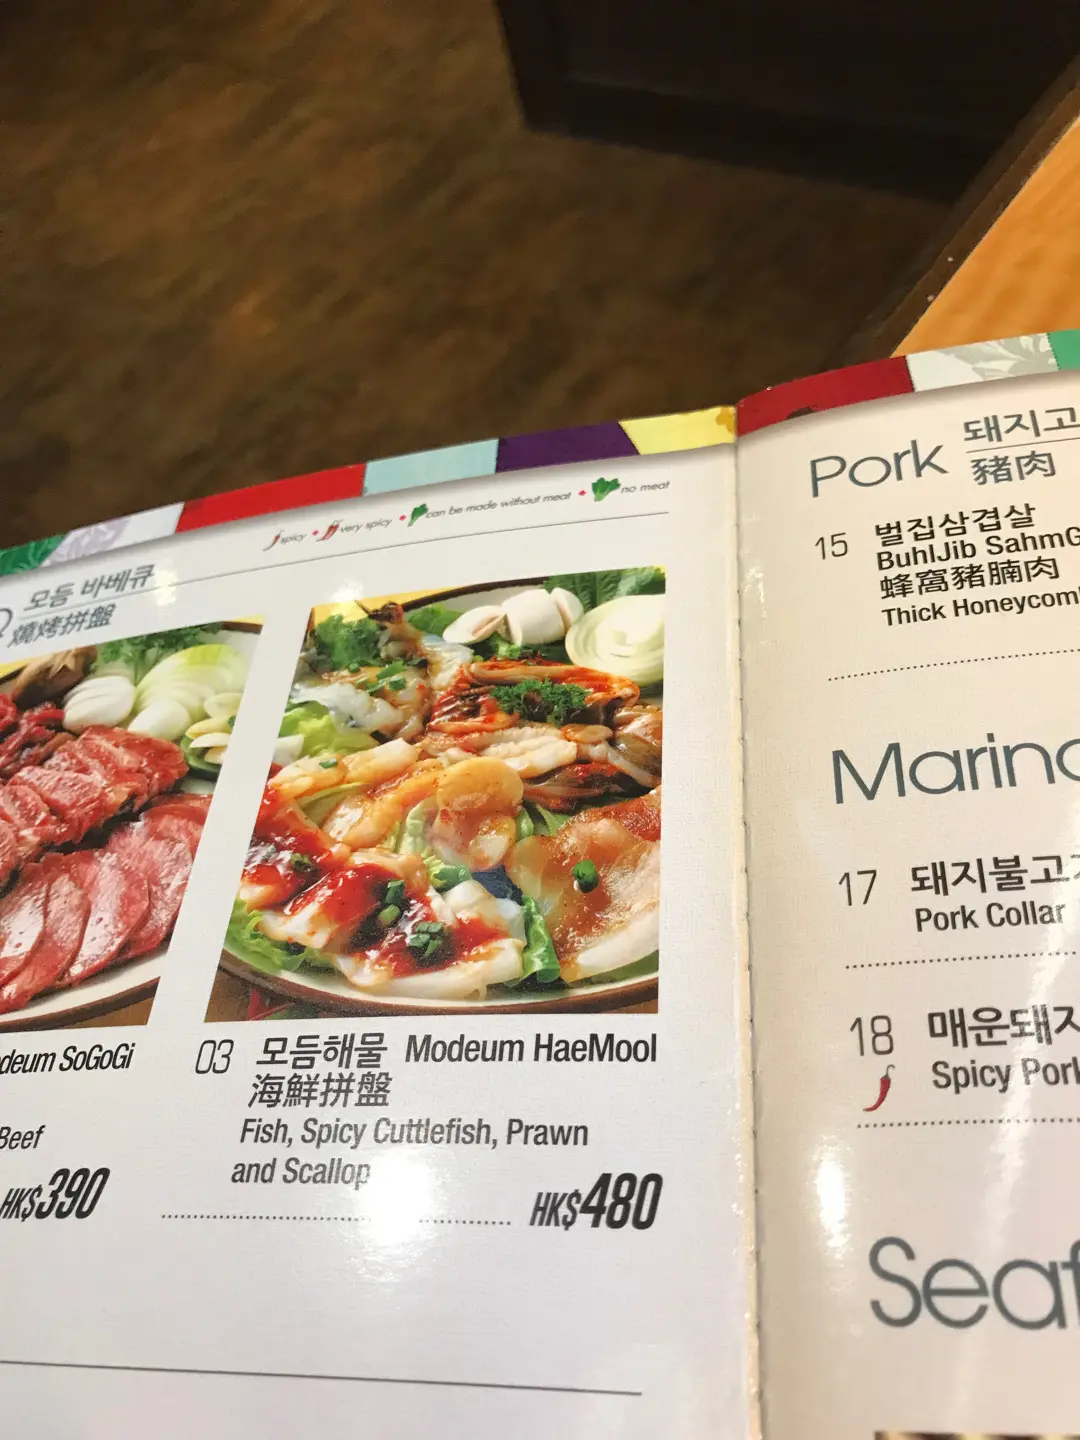 spicy very spicy can be made without meat no meat
모듬 바베큐
燒烤拼盤
deum SoGoGi
Beef
HK$390
03 모듬해물 Modeum HaeMool
海鮮拼盤
Fish, Spicy Cuttlefish, Prawn
and Scallop
HK$480
Pork 돼지고
豬肉
15 벌집삼겹살
BuhlJib SahmG
蜂窩豬腩肉
Thick Honeycom
Marin
17 돼지불고
Pork Collar
18 매운돼지
Spicy Pork
Seaf